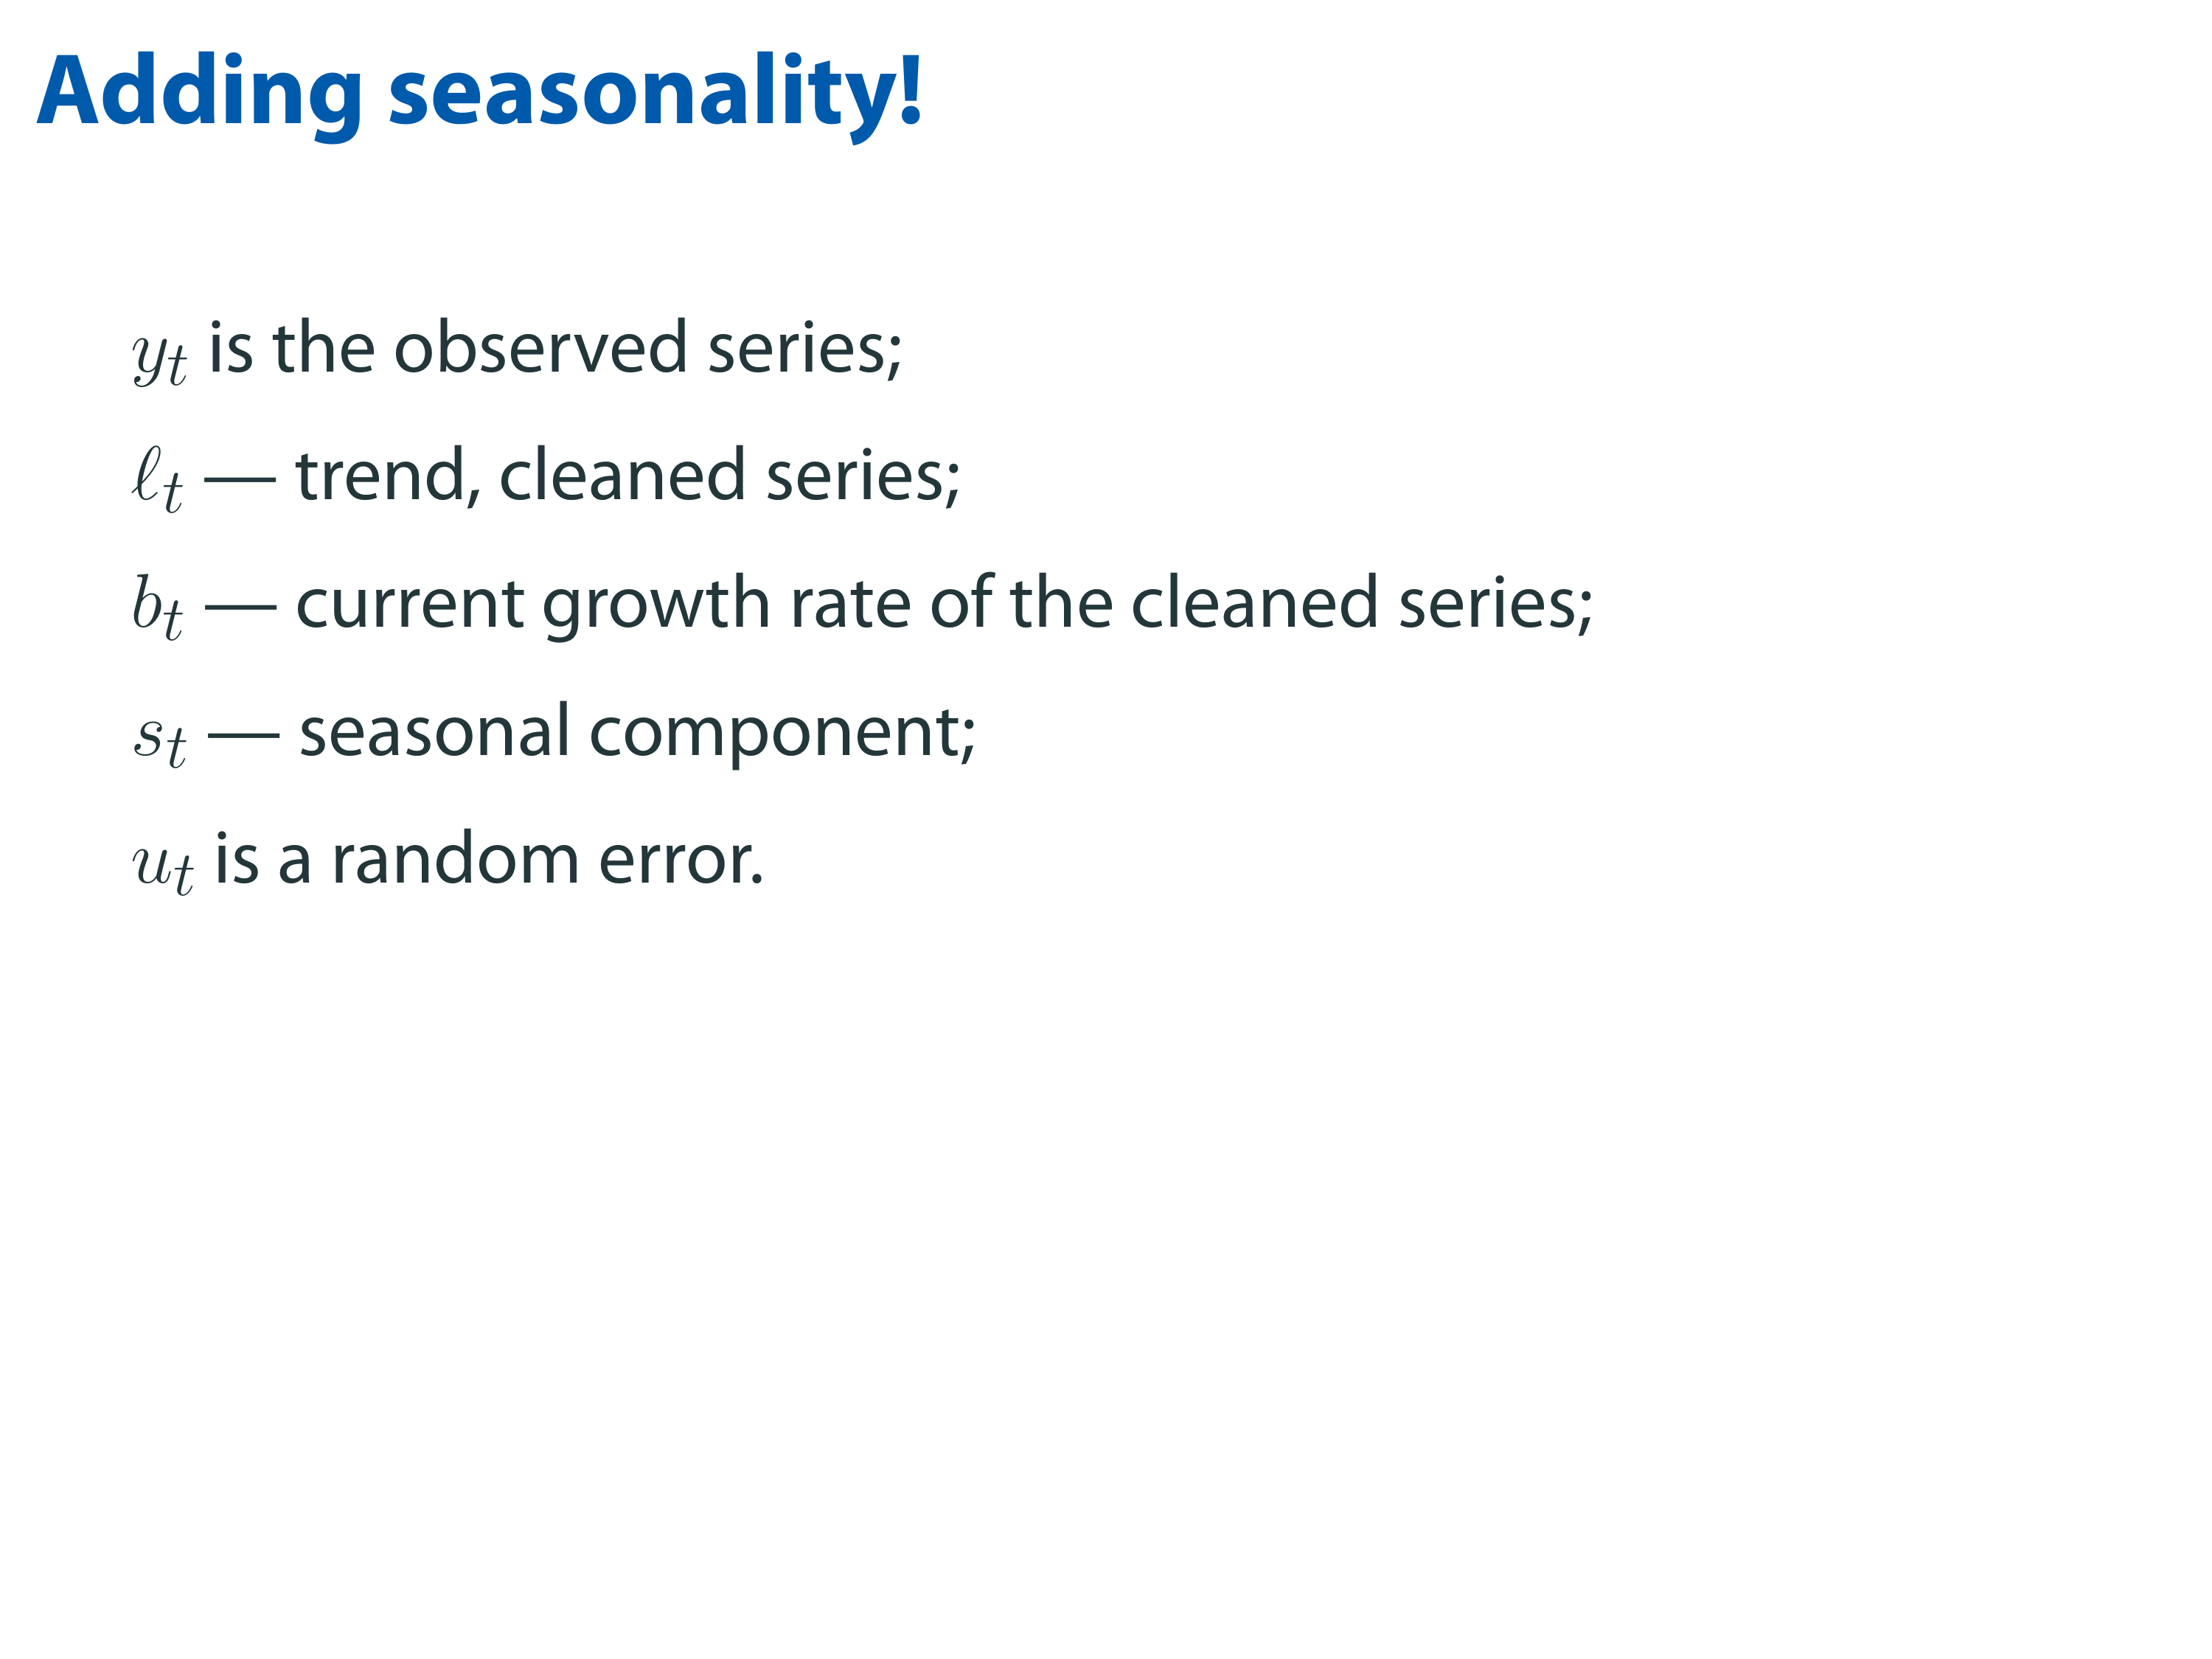 Adding seasonality!
$y_t$ is the observed series;
$\ell_t$ — trend, cleaned series;
$b_t$ — current growth rate of the cleaned series;
$s_t$ — seasonal component;
$u_t$ is a random error.